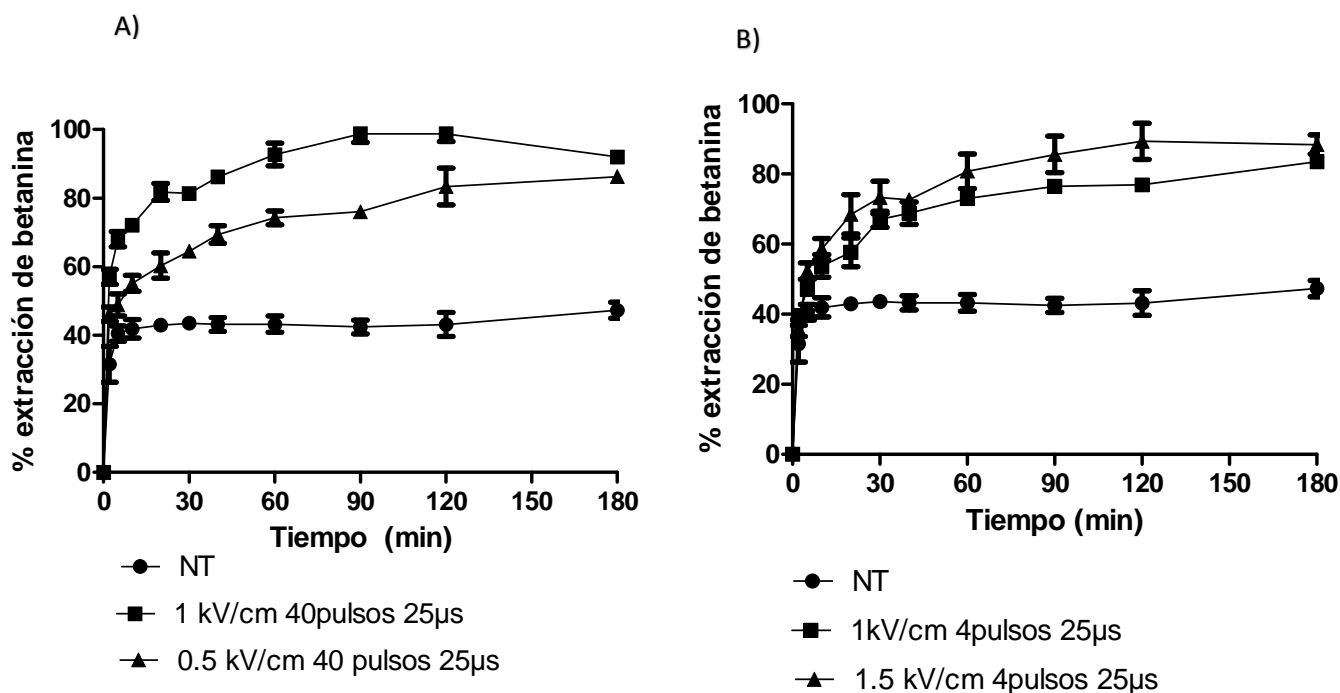 A)
% extracción de betanina
100
80
60
40
20
0
0 30 60 90 120 150 180
Tiempo (min)
NT
1 kV/cm 40pulsos 25µs
0.5 kV/cm 40 pulsos 25µs
B)
% extracción de betanina
100
80
60
40
20
0
0 30 60 90 120 150 180
Tiempo (min)
NT
1kV/cm 4pulsos 25µs
1.5 kV/cm 4pulsos 25µs